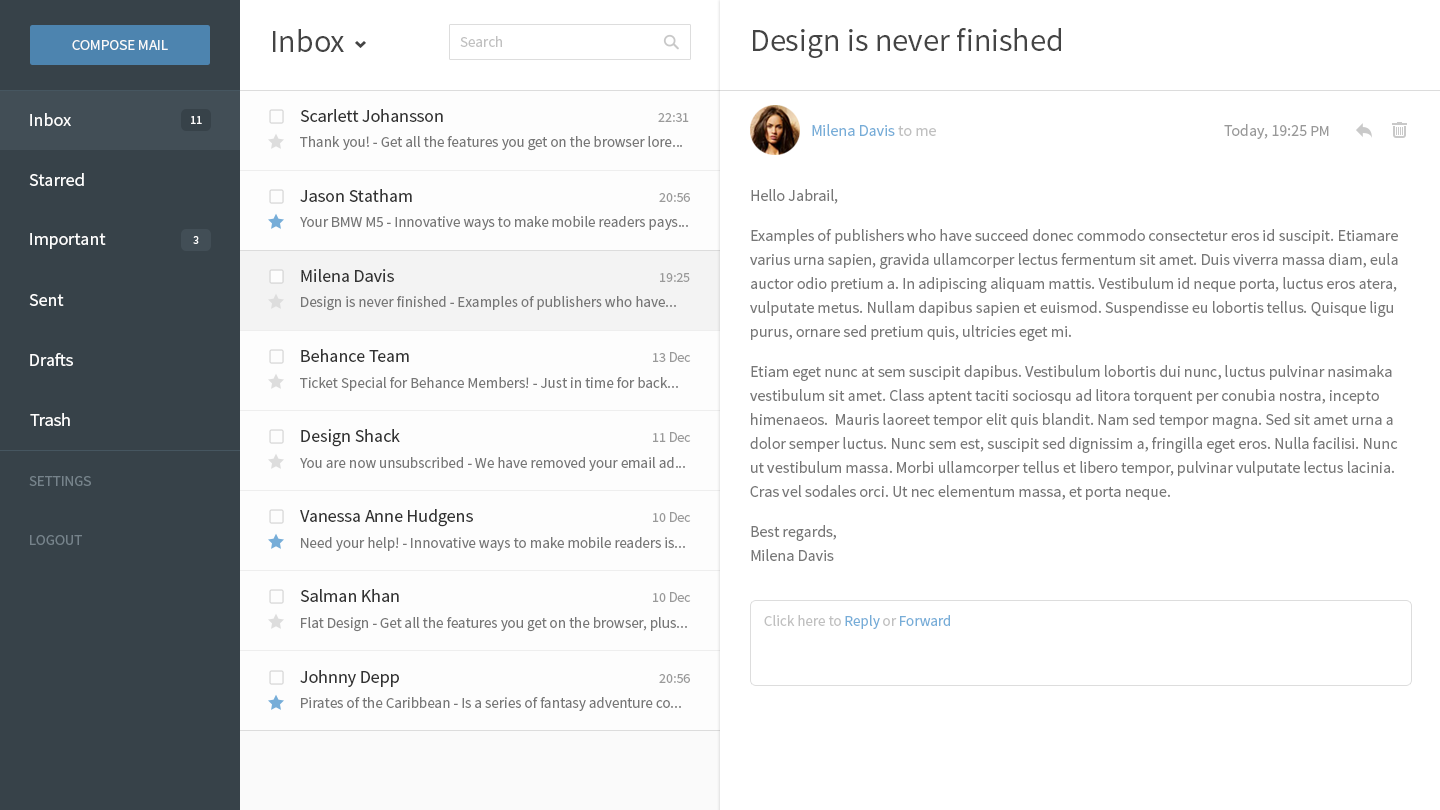 COMPOSE MAIL
Inbox 11
Starred
Important 3
Sent
Drafts
Trash
SETTINGS
LOGOUT
Inbox
Search
Scarlett Johansson 22:31
Thank you! - Get all the features you get on the browser lore...
Jason Statham 20:56
Your BMW M5 - Innovative ways to make mobile readers pays...
Milena Davis 19:25
Design is never finished - Examples of publishers who have...
Behance Team 13 Dec
Ticket Special for Behance Members! - Just in time for back...
Design Shack 11 Dec
You are now unsubscribed - We have removed your email ad...
Vanessa Anne Hudgens 10 Dec
Need your help! - Innovative ways to make mobile readers is...
Salman Khan 10 Dec
Flat Design - Get all the features you get on the browser, plus...
Johnny Depp 20:56
Pirates of the Caribbean - Is a series of fantasy adventure co...
Design is never finished
Milena Davis to me Today, 19:25 PM
Hello Jabrail,
Examples of publishers who have succeed donec commodo consectetur eros id suscipit. Etiamare
varius urna sapien, gravida ullamcorper lectus fermentum sit amet. Duis viverra massa diam, eula
auctor odio pretium a. In adipiscing aliquam mattis. Vestibulum id neque porta, luctus eros atera,
vulputate metus. Nullam dapibus sapien et euismod. Suspendisse eu lobortis tellus. Quisque ligu
purus, ornare sed pretium quis, ultricies eget mi.
Etiam eget nunc at sem suscipit dapibus. Vestibulum lobortis dui nunc, luctus pulvinar nasimaka
vestibulum sit amet. Class aptent taciti sociosqu ad litora torquent per conubia nostra, incepto
himenaeos.  Mauris laoreet tempor elit quis blandit. Nam sed tempor magna. Sed sit amet urna a
dolor semper luctus. Nunc sem est, suscipit sed dignissim a, fringilla eget eros. Nulla facilisi. Nunc
ut vestibulum massa. Morbi ullamcorper tellus et libero tempor, pulvinar vulputate lectus lacinia.
Cras vel sodales orci. Ut nec elementum massa, et porta neque.
Best regards,
Milena Davis
Click here to Reply or Forward